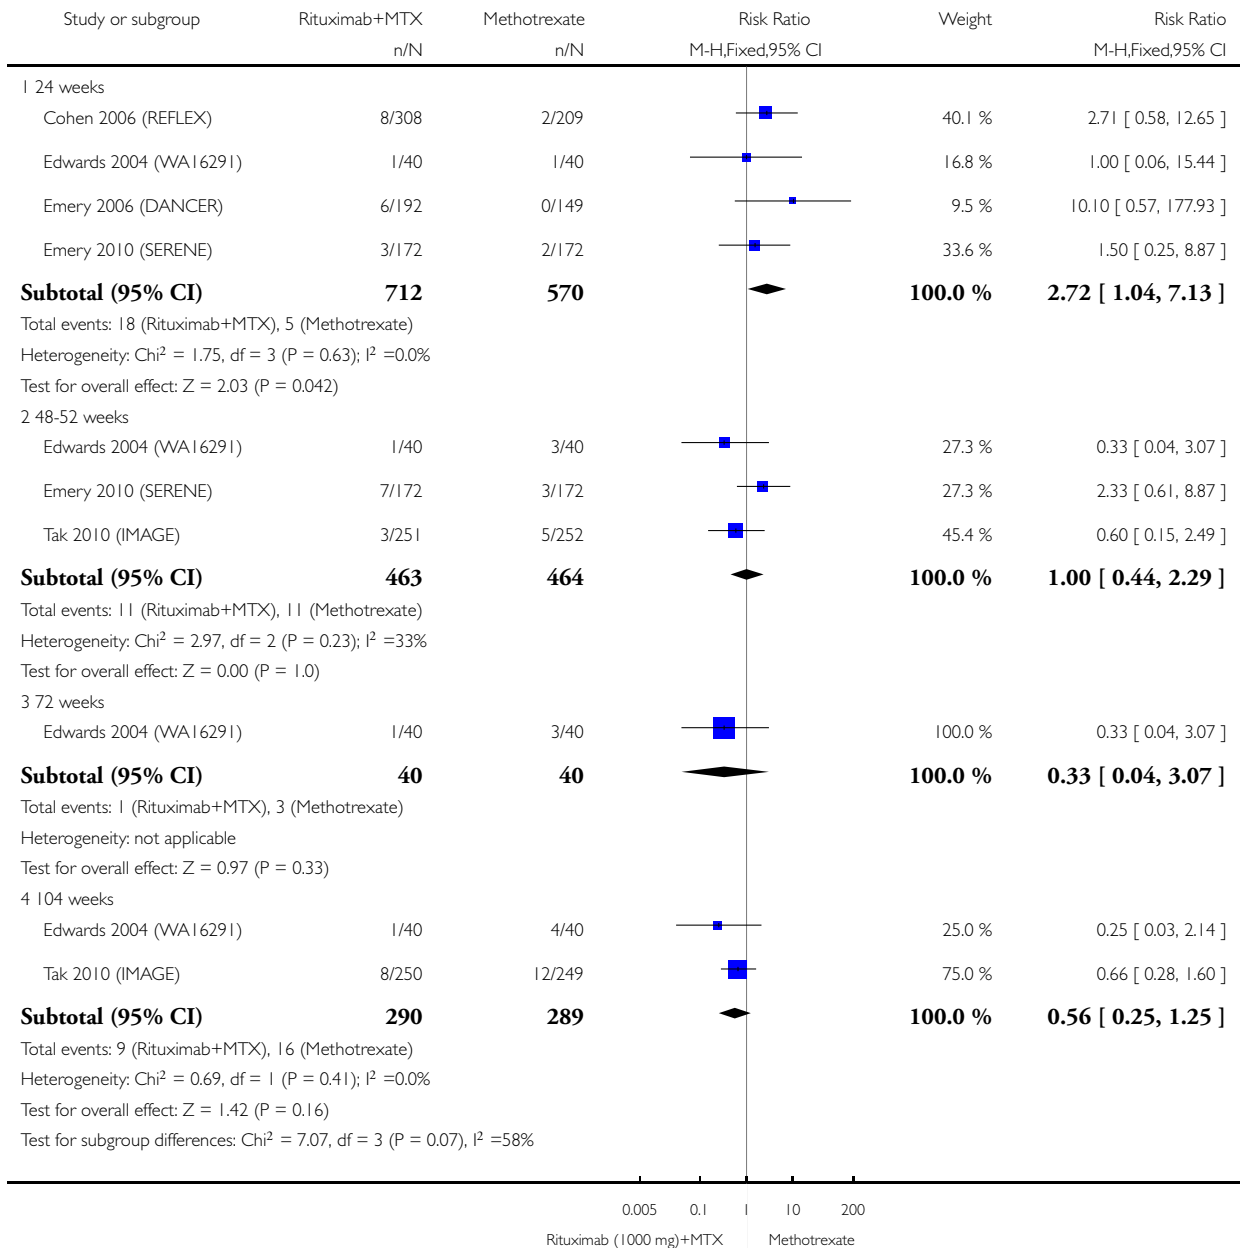 Study or subgroup Rituximab+MTX Methotrexate Risk Ratio Weight Risk Ratio
n/N n/N M-H,Fixed,95% CI M-H,Fixed,95% CI
1 24 weeks
Cohen 2006 (REFLEX) 8/308 2/209 40.1 % 2.71 [ 0.58, 12.65 ]
Edwards 2004 (WA16291) 1/40 1/40 16.8 % 1.00 [ 0.06, 15.44 ]
Emery 2006 (DANCER) 6/192 0/149 9.5 % 10.10 [ 0.57, 177.93 ]
Emery 2010 (SERENE) 3/172 2/172 33.6 % 1.50 [ 0.25, 8.87 ]
Subtotal (95% CI) 712 570 100.0 % 2.72 [ 1.04, 7.13 ]
Total events: 18 (Rituximab+MTX), 5 (Methotrexate)
Heterogeneity: Chi² = 1.75, df = 3 (P = 0.63); I² =0.0%
Test for overall effect: Z = 2.03 (P = 0.042)
2 48-52 weeks
Edwards 2004 (WA16291) 1/40 3/40 27.3 % 0.33 [ 0.04, 3.07 ]
Emery 2010 (SERENE) 7/172 3/172 27.3 % 2.33 [ 0.61, 8.87 ]
Tak 2010 (IMAGE) 3/251 5/252 45.4 % 0.60 [ 0.15, 2.49 ]
Subtotal (95% CI) 463 464 100.0 % 1.00 [ 0.44, 2.29 ]
Total events: 11 (Rituximab+MTX), 11 (Methotrexate)
Heterogeneity: Chi² = 2.97, df = 2 (P = 0.23); I² =33%
Test for overall effect: Z = 0.00 (P = 1.0)
3 72 weeks
Edwards 2004 (WA16291) 1/40 3/40 100.0 % 0.33 [ 0.04, 3.07 ]
Subtotal (95% CI) 40 40 100.0 % 0.33 [ 0.04, 3.07 ]
Total events: 1 (Rituximab+MTX), 3 (Methotrexate)
Heterogeneity: not applicable
Test for overall effect: Z = 0.97 (P = 0.33)
4 104 weeks
Edwards 2004 (WA16291) 1/40 4/40 25.0 % 0.25 [ 0.03, 2.14 ]
Tak 2010 (IMAGE) 8/250 12/249 75.0 % 0.66 [ 0.28, 1.60 ]
Subtotal (95% CI) 290 289 100.0 % 0.56 [ 0.25, 1.25 ]
Total events: 9 (Rituximab+MTX), 16 (Methotrexate)
Heterogeneity: Chi² = 0.69, df = 1 (P = 0.41); I² =0.0%
Test for overall effect: Z = 1.42 (P = 0.16)
Test for subgroup differences: Chi² = 7.07, df = 3 (P = 0.07), I² =58%
0.005 0.1 1 10 200
Rituximab (1000 mg)+MTX Methotrexate